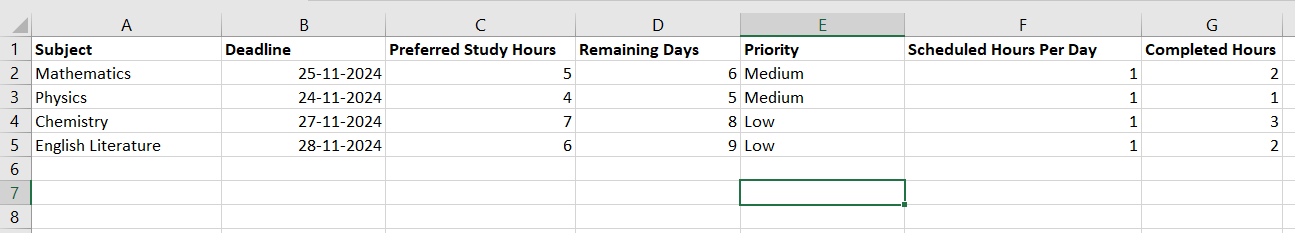 A B C D E F G
1 Subject Deadline Preferred Study Hours Remaining Days Priority Scheduled Hours Per Day Completed Hours
2 Mathematics 25-11-2024 5 6 Medium 1 2
3 Physics 24-11-2024 4 5 Medium 1 1
4 Chemistry 27-11-2024 7 8 Low 1 3
5 English Literature 28-11-2024 6 9 Low 1 2
6
7
8